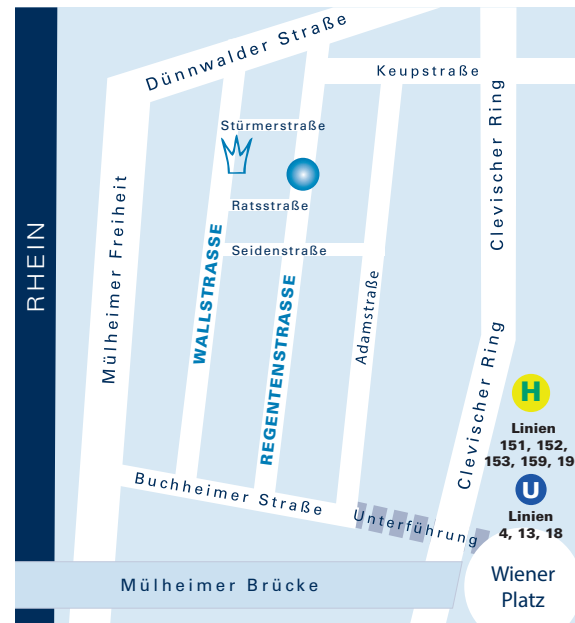 Dünnwalder Straße
Keupstraße
Stürmerstraße
Clevischer Ring
Mülheimer Freiheit
Ratsstraße
RHEIN
WALLSTRASSE
Seidenstraße
REGENTENSTRASSE
Adamstraße
Clevischer Ring
H
Linien
151, 152,
153, 159, 19
U
Linien
4, 13, 18
Buchheimer Straße
Unterführung
Mülheimer Brücke
Wiener
Platz